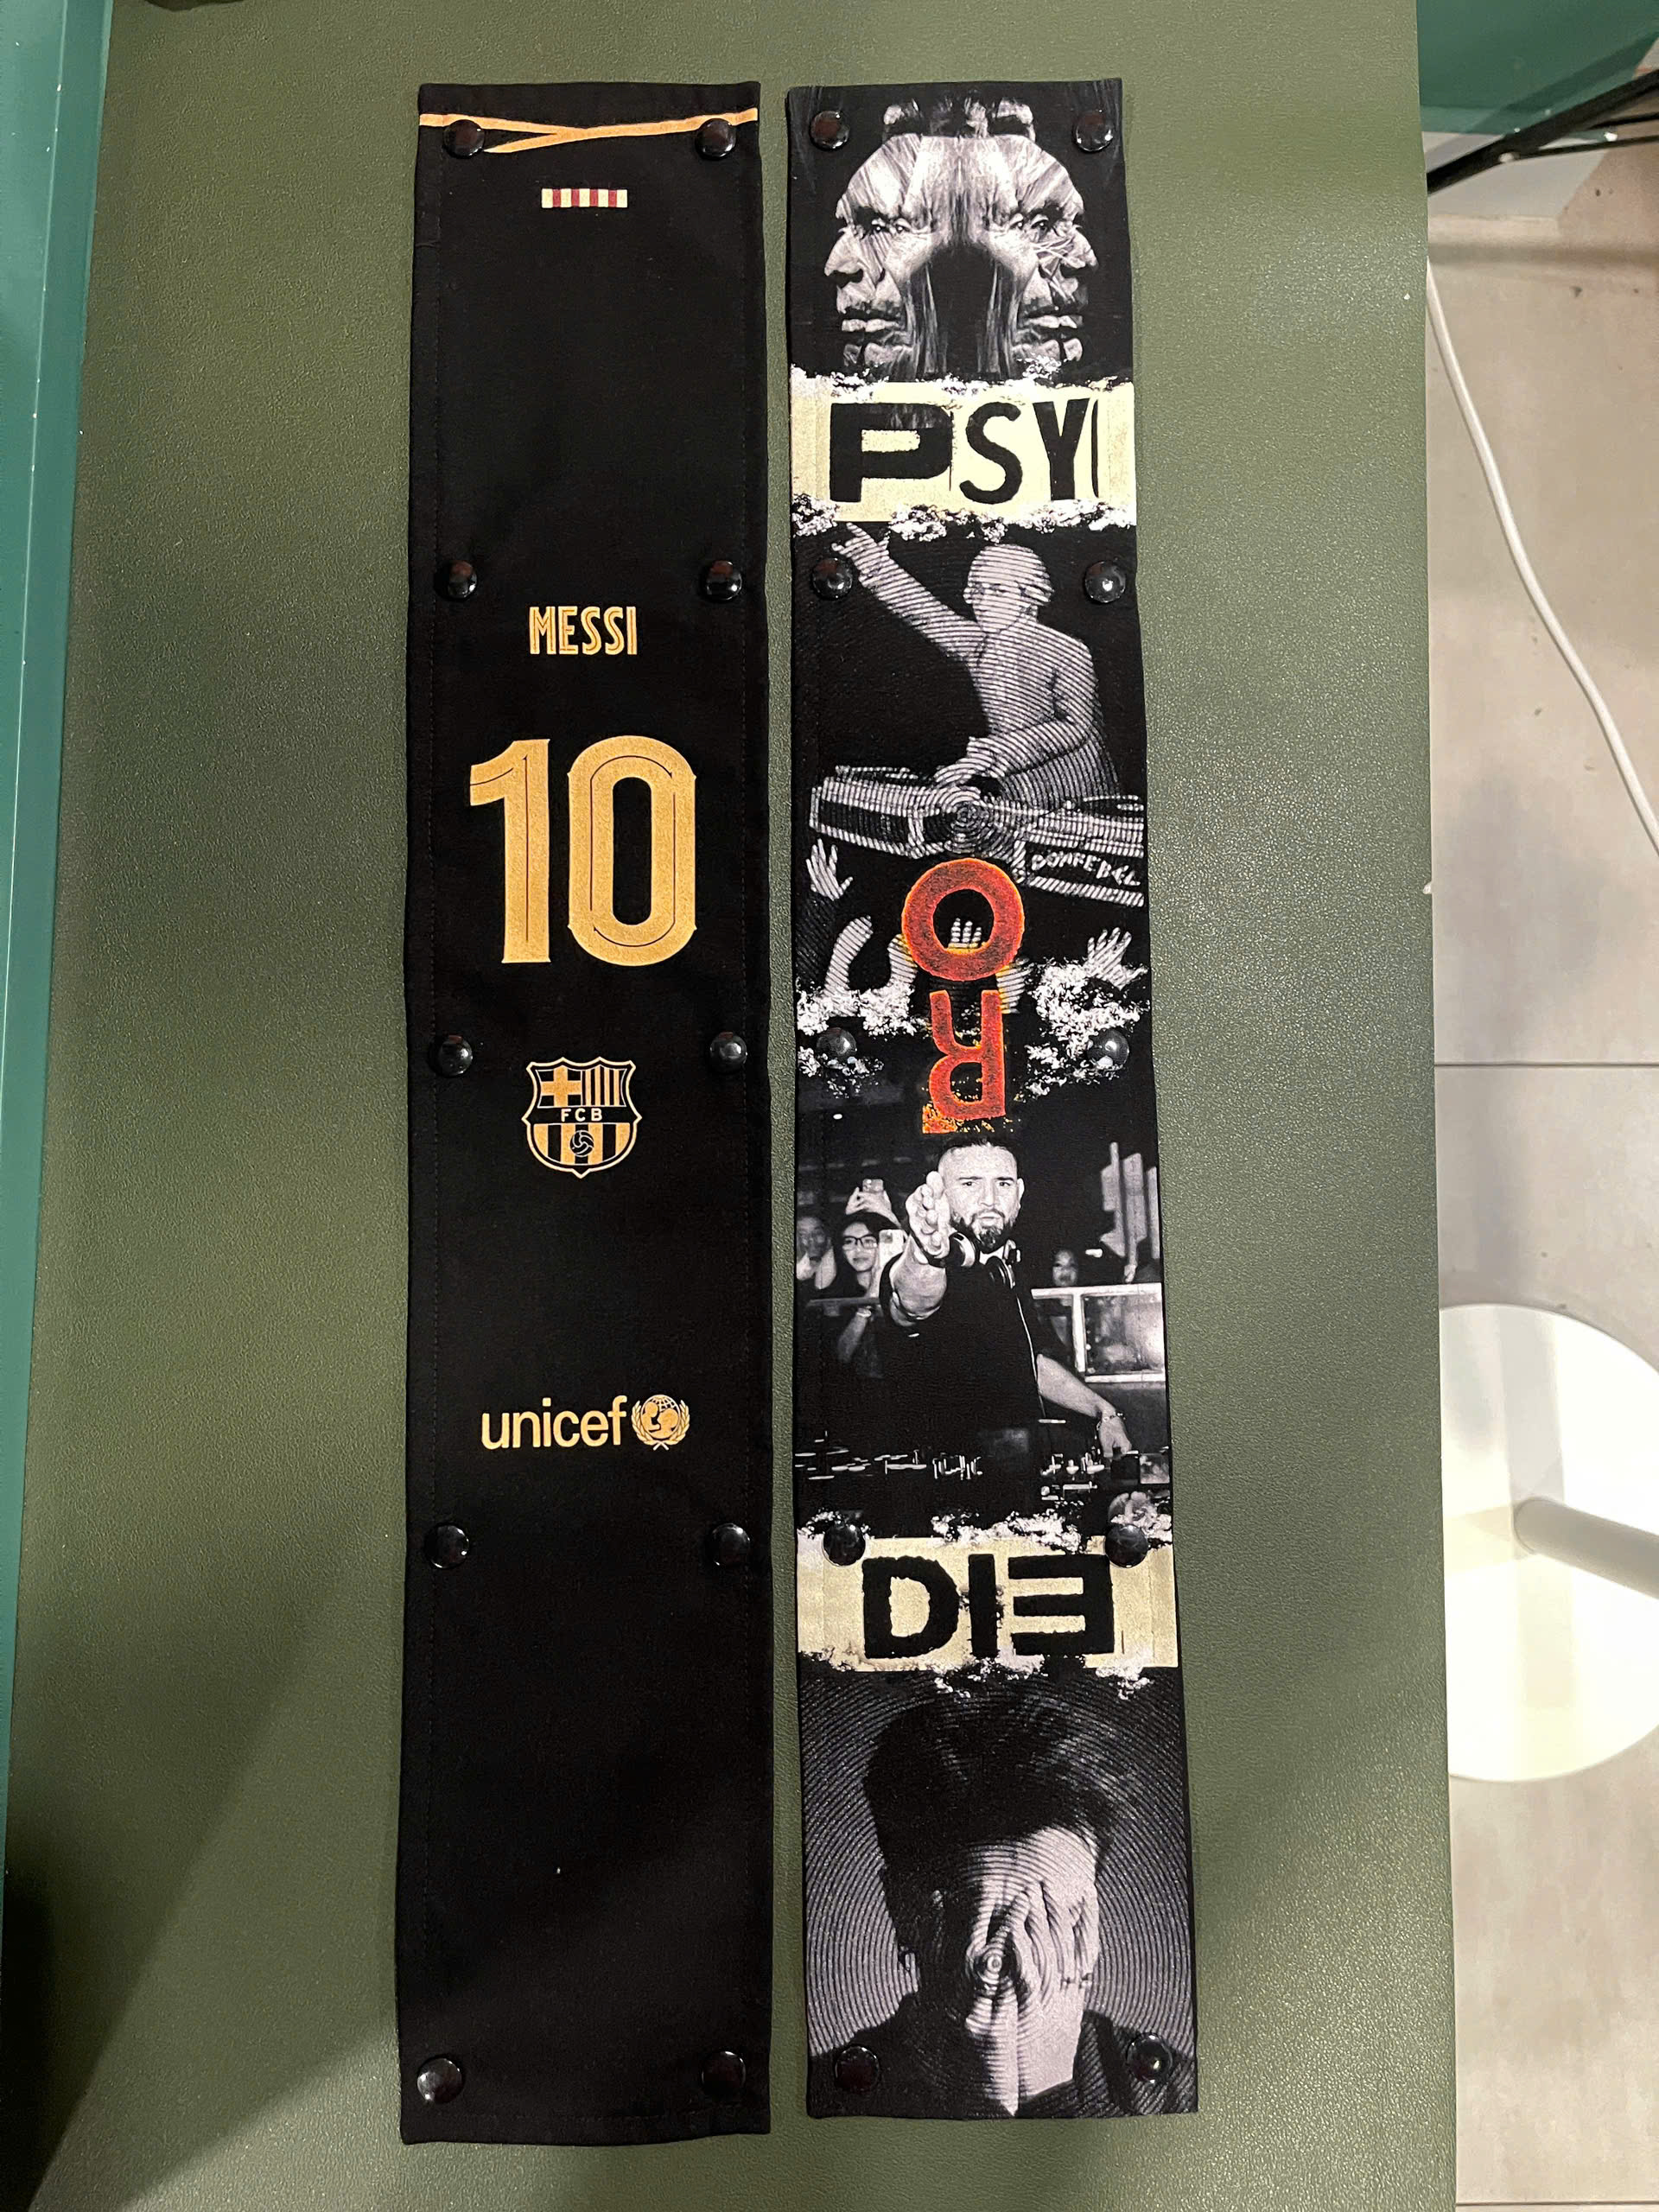 MESSI
10
FCB
unicef
PSY
OR
DIE